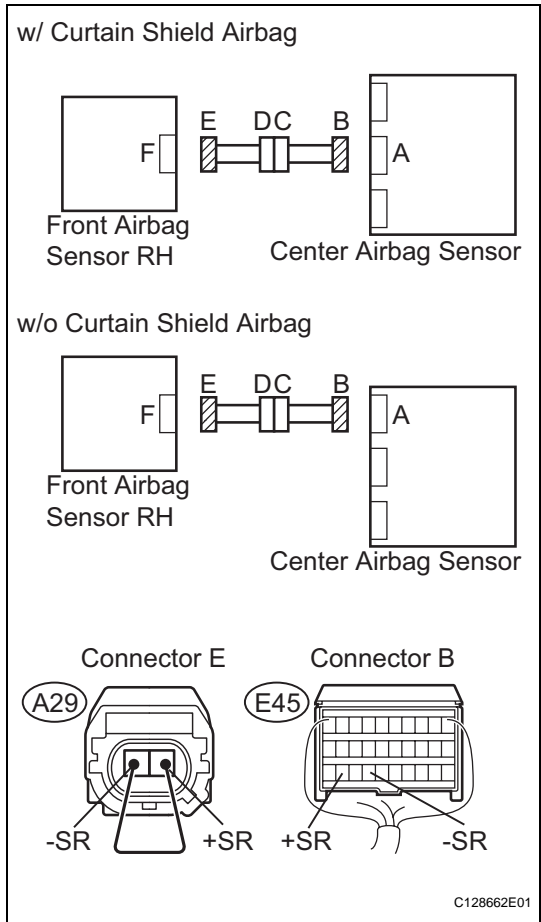 w/ Curtain Shield Airbag
E DC B
F A
Front Airbag
Sensor RH
Center Airbag Sensor
w/o Curtain Shield Airbag
E DC B
F A
Front Airbag
Sensor RH
Center Airbag Sensor
Connector E Connector B
A29 E45
-SR +SR +SR -SR
C128662E01